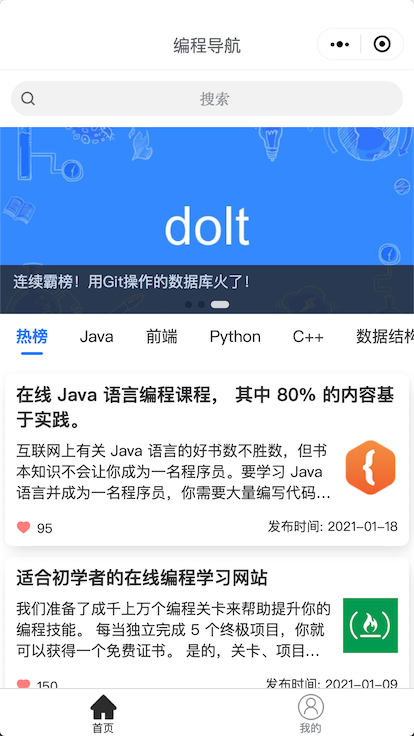 编程导航
搜索
dolt
连续霸榜！用Git操作的数据库火了！
热榜 Java 前端 Python C++ 数据结构
在线 Java 语言编程课程， 其中 80% 的内容基
于实践。
互联网上有关 Java 语言的好书数不胜数，但书
本知识不会让你成为一名程序员。要学习 Java
语言并成为一名程序员，你需要大量编写代码...
95 发布时间: 2021-01-18
适合初学者的在线编程学习网站
我们准备了成千上万个编程关卡来帮助提升你的
编程技能。 每当独立完成 5 个终极项目，你就
可以获得一个免费证书。 是的，关卡、项目...
150 发布时间: 2021-01-09
首页 我的